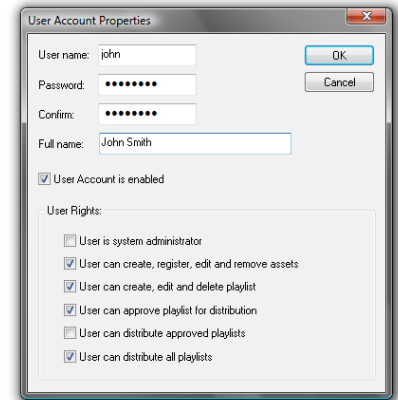 User Account Properties
User name: john
OK
Password: ••••••••
Cancel
Confirm: ••••••••
Full name: John Smith
User Account is enabled
User Rights:
User is system administrator
User can create, register, edit and remove assets
User can create, edit and delete playlist
User can approve playlist for distribution
User can distribute approved playlists
User can distribute all playlists